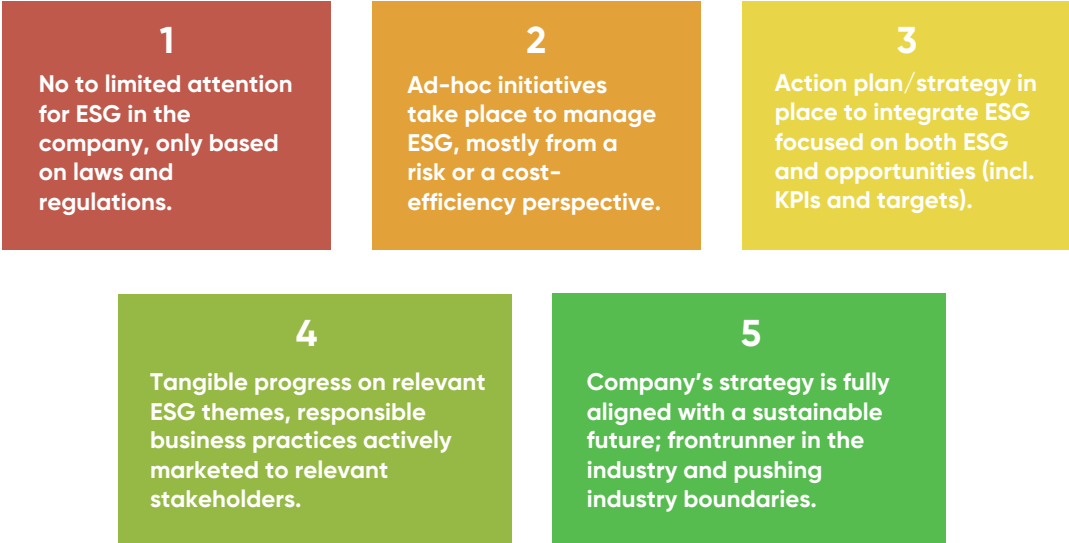 1
No to limited attention
for ESG in the
company, only based
on laws and
regulations.
2
Ad-hoc initiatives
take place to manage
ESG, mostly from a
risk or a cost-
efficiency perspective.
3
Action plan/strategy in
place to integrate ESG
focused on both ESG
and opportunities (incl.
KPIs and targets).
4
Tangible progress on relevant
ESG themes, responsible
business practices actively
marketed to relevant
stakeholders.
5
Company’s strategy is fully
aligned with a sustainable
future; frontrunner in the
industry and pushing
industry boundaries.